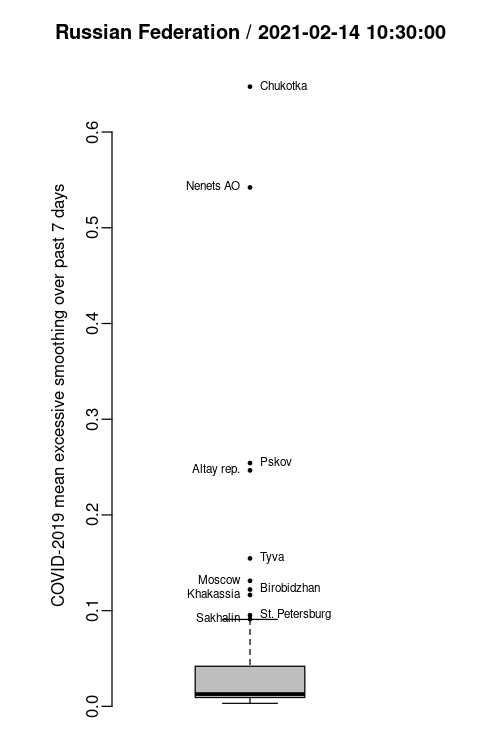 Russian Federation / 2021-02-14 10:30:00
COVID-2019 mean excessive smoothing over past 7 days
0.6
0.5
0.4
0.3
0.2
0.1
0.0
Chukotka
Nenets AO
Pskov
Altay rep.
Tyva
Moscow
Birobidzhan
Khakassia
St. Petersburg
Sakhalin